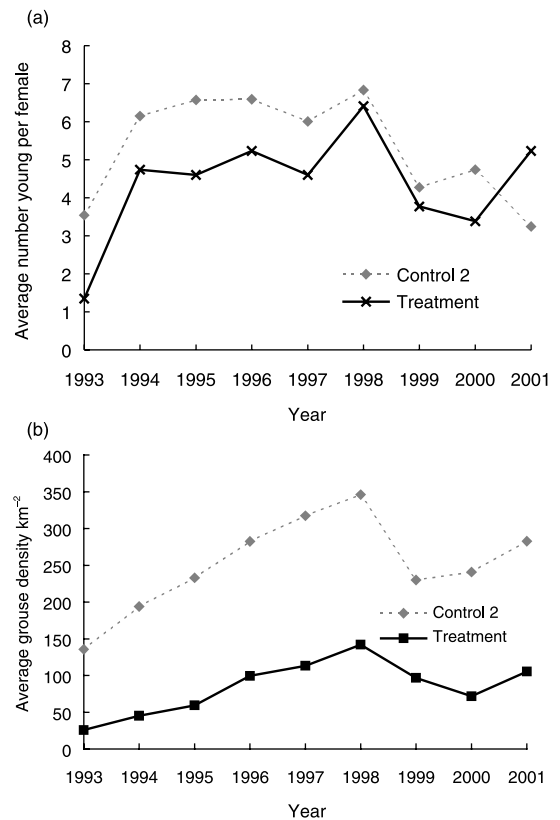 (a)
Average number young per female
8
7
6
5
4
3
2
1
0
Control 2
Treatment
1993 1994 1995 1996 1997 1998 1999 2000 2001
Year
(b)
Average grouse density km⁻²
400
350
300
250
200
150
100
50
0
Control 2
Treatment
1993 1994 1995 1996 1997 1998 1999 2000 2001
Year